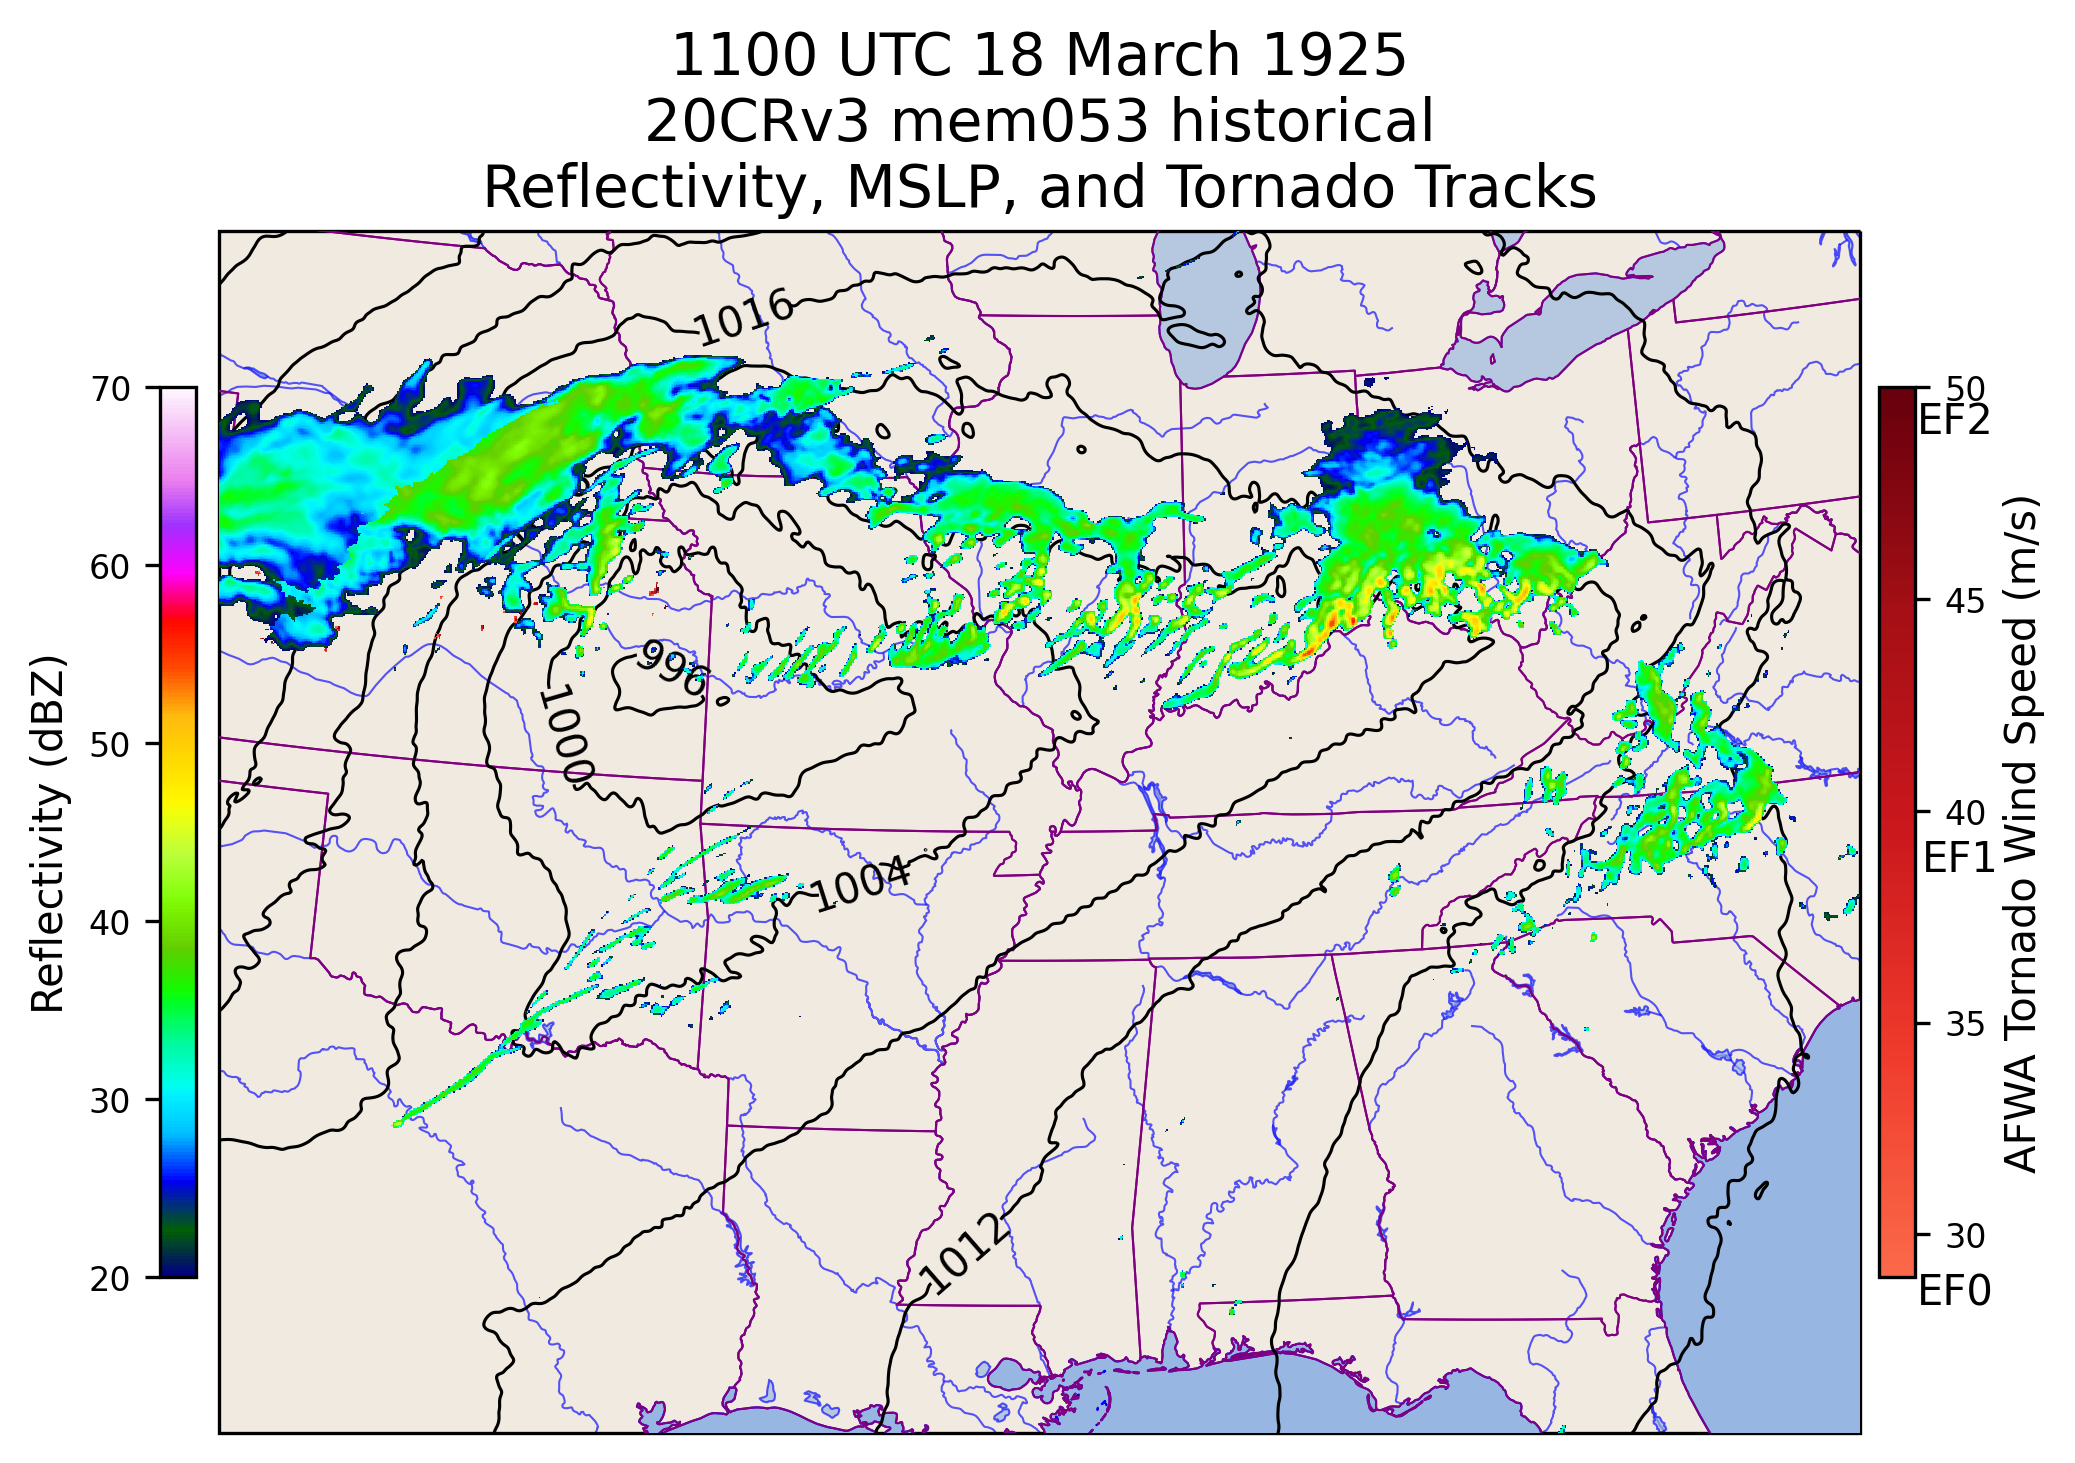 1100 UTC 18 March 1925
20CRv3 mem053 historical
Reflectivity, MSLP, and Tornado Tracks
Reflectivity (dBZ)
70
60
50
40
30
20
1016
996
1000
1004
1012
50
EF2
45
40
EF1
35
30
EF0
AFWA Tornado Wind Speed (m/s)